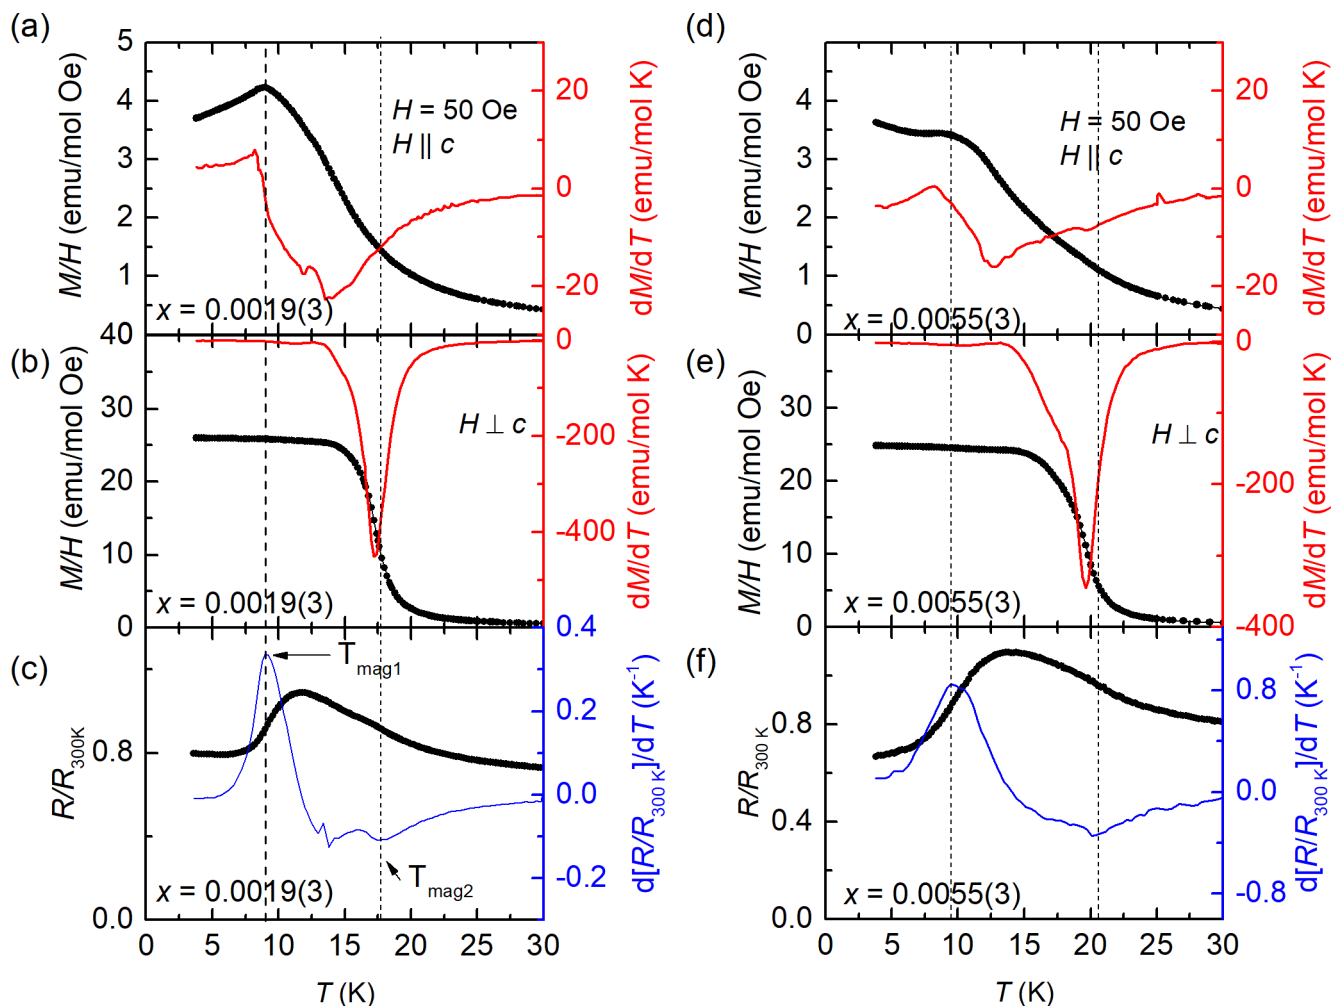 (a)
5
4
3
2
1
M/H (emu/mol Oe)
20
0
-20
dM/dT (emu/mol K)
H = 50 Oe
H || c
x = 0.0019(3)
(b)
40
30
20
10
0
M/H (emu/mol Oe)
0
-200
-400
dM/dT (emu/mol K)
H ⊥ c
x = 0.0019(3)
(c)
0.8
0.0
R/R300K
0.4
0.2
0.0
-0.2
d[R/R300 K]/dT (K-1)
Tmag1
Tmag2
x = 0.0019(3)
0 5 10 15 20 25 30
T (K)
(d)
5
4
3
2
1
0
M/H (emu/mol Oe)
20
0
-20
dM/dT (emu/mol K)
H = 50 Oe
H || c
x = 0.0055(3)
(e)
30
20
10
0
M/H (emu/mol Oe)
0
-200
-400
dM/dT (emu/mol K)
H ⊥ c
x = 0.0055(3)
(f)
0.8
0.4
0.0
R/R300 K
0.8
0.0
-0.8
d[R/R300 K]/dT (K-1)
x = 0.0055(3)
0 5 10 15 20 25 30
T (K)